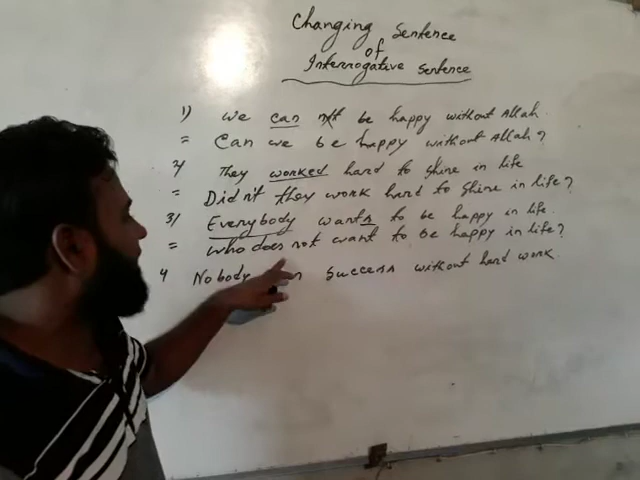 Changing Sentence
of
Interrogative sentence
1) We can not be happy without Allah.
= Can we be happy without Allah?
2) They worked hard to shine in life
= Didn't they work hard to shine in life?
3) Everybody wants to be happy in life.
= Who does not want to be happy in life?
4 Nobody success without hard work.